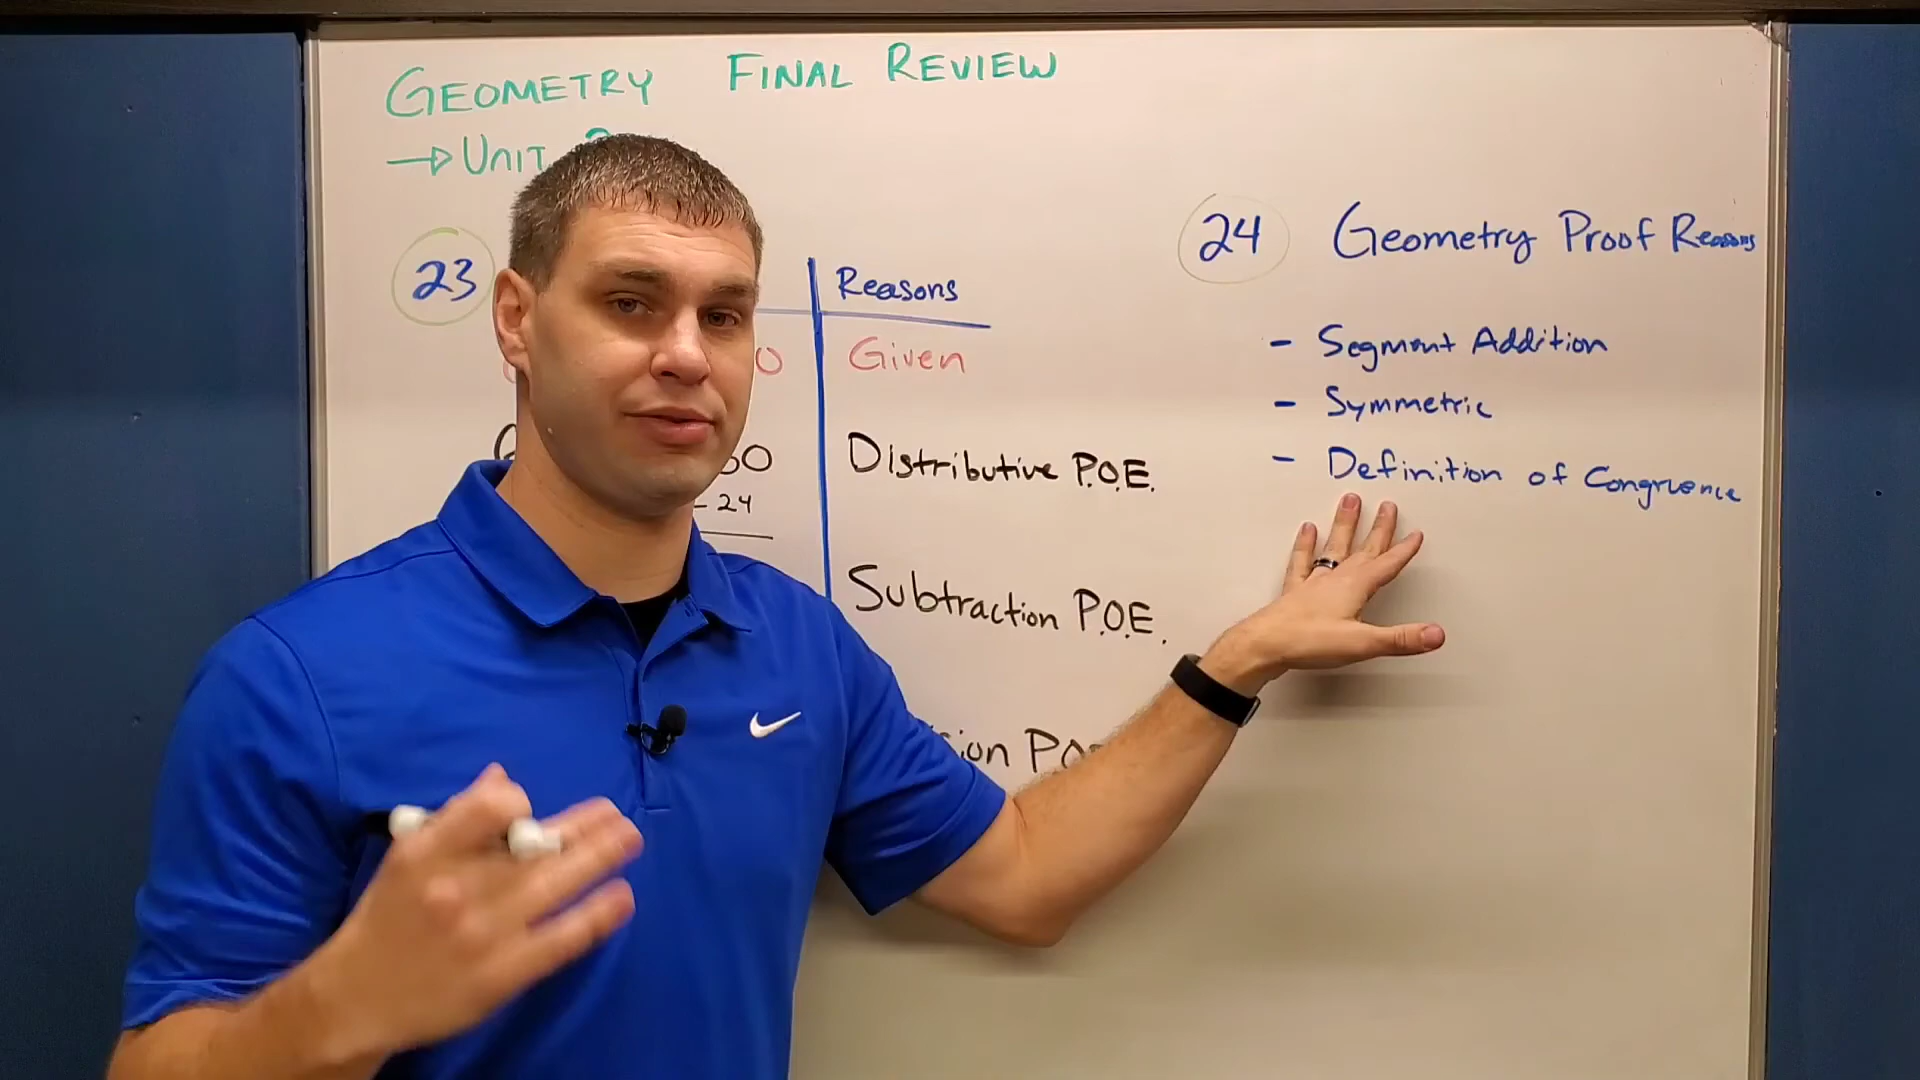 GEOMETRY FINAL REVIEW
→ UNIT
23
Reasons
Given
Distributive P.O.E.
- 24
Subtraction P.O.E.
24 Geometry Proof Reasons
- Segment Addition
- Symmetric
- Definition of Congruence